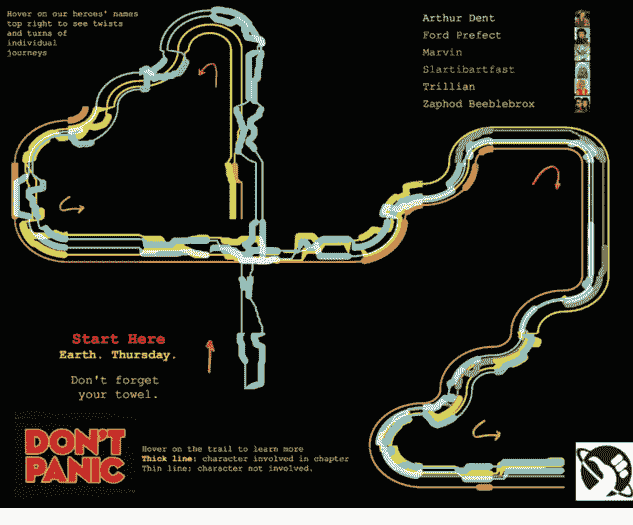 Hover on our heroes' names
top right to see twists
and turns of
individual
journeys
Arthur Dent
Ford Prefect
Marvin
Slartibartfast
Trillian
Zaphod Beeblebrox
Start Here
Earth. Thursday.
Don't forget
your towel.
DON'T
PANIC
Hover on the trail to learn more
Thick line: character involved in chapter
Thin line; character not involved.